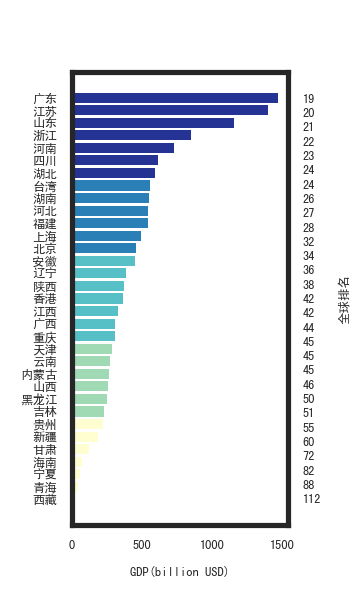 广东
江苏
山东
浙江
河南
四川
湖北
台湾
湖南
河北
福建
上海
北京
安徽
辽宁
陕西
香港
江西
广西
重庆
天津
云南
内蒙古
山西
黑龙江
吉林
贵州
新疆
甘肃
海南
宁夏
青海
西藏
19
20
21
22
23
24
24
26
27
28
32
34
36
38
42
42
44
45
45
45
46
50
51
55
60
72
82
88
112
全球排名
0 500 1000 1500
GDP(billion USD)